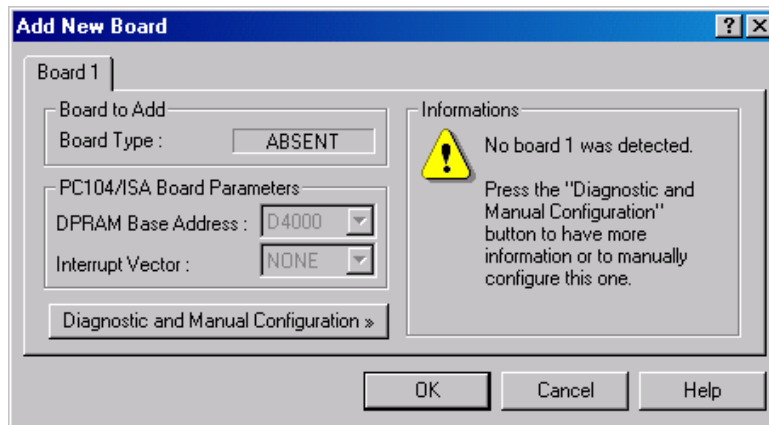 Add New Board
Board 1
Board to Add
Board Type :
ABSENT
PC104/ISA Board Parameters
DPRAM Base Address :
D4000
Interrupt Vector :
NONE
Diagnostic and Manual Configuration »
Informations
No board 1 was detected.
Press the "Diagnostic and
Manual Configuration"
button to have more
information or to manually
configure this one.
OK
Cancel
Help